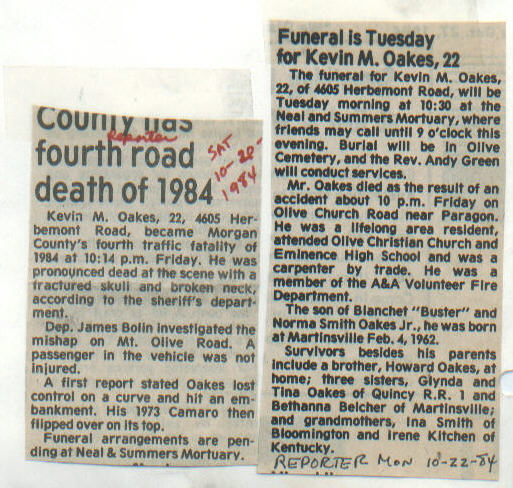 County has
Reporter
fourth road
death of 1984
SAT
10-20-
1984
Kevin M. Oakes, 22, 4605 Her-
bemont Road, became Morgan
County's fourth traffic fatality of
1984 at 10:14 p.m. Friday. He was
pronounced dead at the scene with a
fractured skull and broken neck,
according to the sheriff's depart-
ment.
Dep. James Bolin investigated the
mishap on Mt. Olive Road. A
passenger in the vehicle was not
injured.
A first report stated Oakes lost
control on a curve and hit an em-
bankment. His 1973 Camaro then
flipped over on its top.
Funeral arrangements are pen-
ding at Neal & Summers Mortuary.
Funeral is Tuesday
for Kevin M. Oakes, 22
The funeral for Kevin M. Oakes,
22, of 4605 Herbemont Road, will be
Tuesday morning at 10:30 at the
Neal and Summers Mortuary, where
friends may call until 9 o'clock this
evening. Burial will be in Olive
Cemetery, and the Rev. Andy Green
will conduct services.
Mr. Oakes died as the result of an
accident about 10 p.m. Friday on
Olive Church Road near Paragon.
He was a lifelong area resident,
attended Olive Christian Church and
Eminence High School and was a
carpenter by trade. He was a
member of the A&A Volunteer Fire
Department.
The son of Blanchet "Buster" and
Norma Smith Oakes Jr., he was born
at Martinsville Feb. 4, 1962.
Survivors besides his parents
include a brother, Howard Oakes, at
home; three sisters, Glynda and
Tina Oakes of Quincy R.R. 1 and
Bethanna Belcher of Martinsville;
and grandmothers, Ina Smith of
Bloomington and Irene Kitchen of
Kentucky.
REPORTER MON 10-22-84